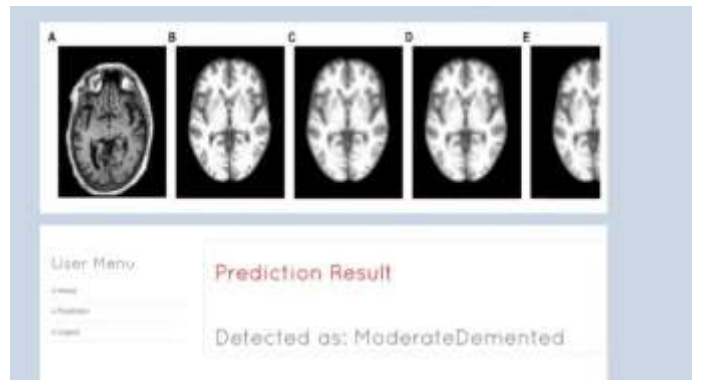 A B C D E
User Menu
Prediction Result
Detected as: ModerateDemented